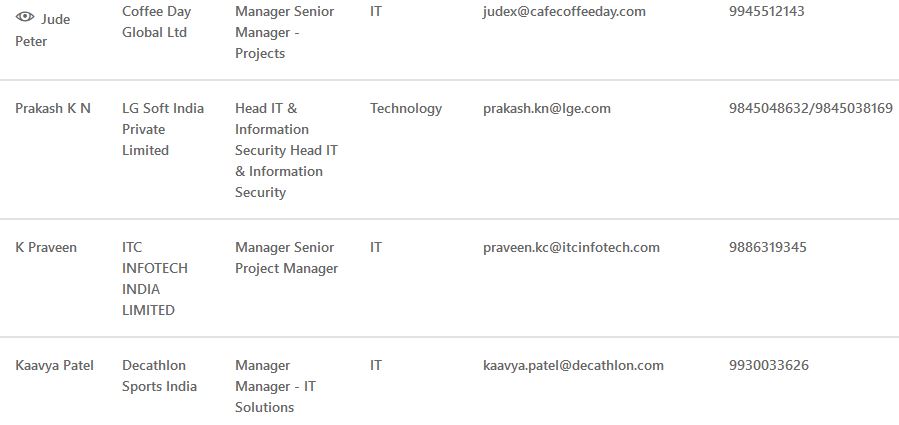 Jude Coffee Day Manager Senior IT judex@cafecoffeeday.com 9945512143
Peter Global Ltd Manager -
Projects
Prakash K N LG Soft India Head IT & Technology prakash.kn@lge.com 9845048632/9845038169
Private Information
Limited Security Head IT
& Information
Security
K Praveen ITC Manager Senior IT praveen.kc@itcinfotech.com 9886319345
INFOTECH Project Manager
INDIA
LIMITED
Kaavya Patel Decathlon Manager IT kaavya.patel@decathlon.com 9930033626
Sports India Manager - IT
Solutions